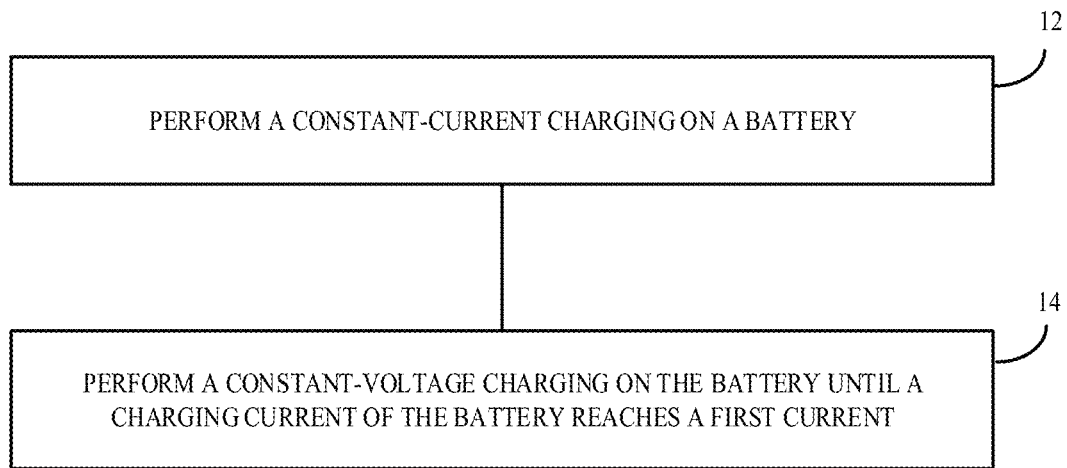 12
PERFORM A CONSTANT-CURRENT CHARGING ON A BATTERY
14
PERFORM A CONSTANT-VOLTAGE CHARGING ON THE BATTERY UNTIL A
CHARGING CURRENT OF THE BATTERY REACHES A FIRST CURRENT